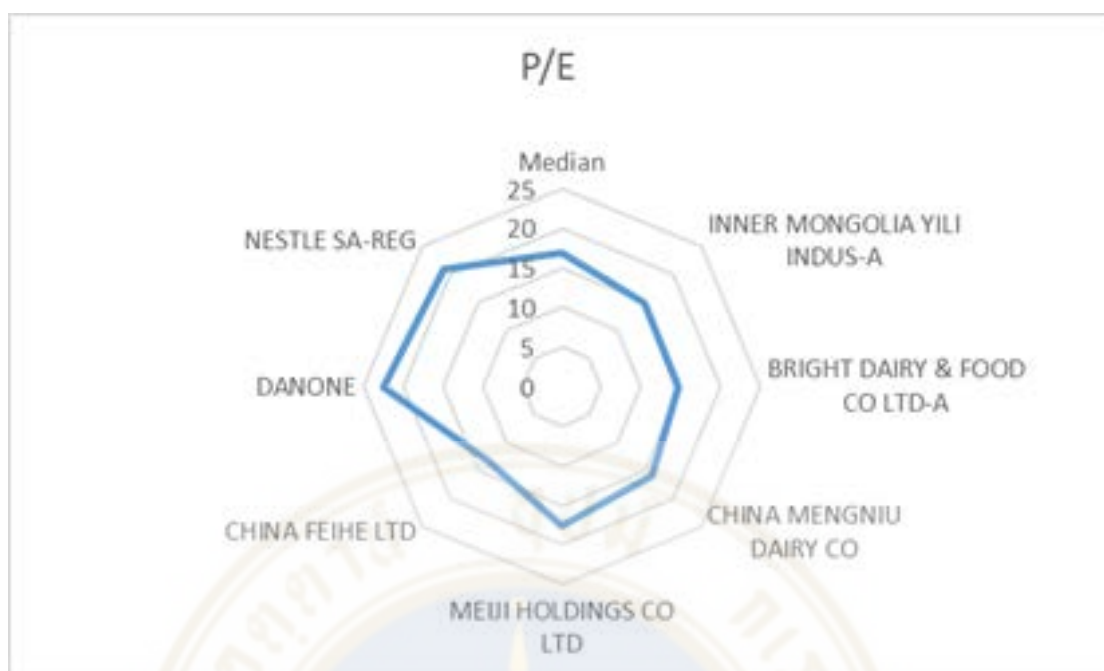 P/E
Median
25
20
15
10
5
0
INNER MONGOLIA YILI
INDUS-A
BRIGHT DAIRY & FOOD
CO LTD-A
CHINA MENGNIU
DAIRY CO
MEIJI HOLDINGS CO
LTD
CHINA FEIHE LTD
DANONE
NESTLE SA-REG